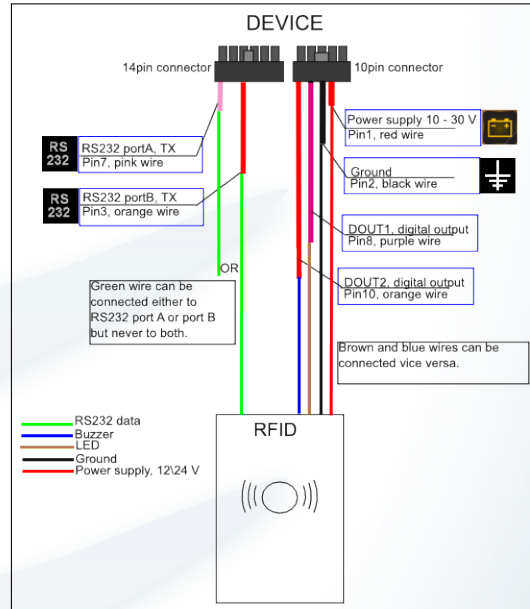 DEVICE
14pin connector
10pin connector
Power supply 10 - 30 V
Pin1, red wire
RS
232
RS232 portA, TX
Pin7, pink wire
Ground
Pin2, black wire
RS
232
RS232 portB, TX
Pin3, orange wire
DOUT1, digital output
Pin8, purple wire
OR
DOUT2, digital output
Pin10, orange wire
Green wire can be
connected either to
RS232 port A or port B
but never to both.
Brown and blue wires can be
connected vice versa.
RS232 data
Buzzer
LED
Ground
Power supply, 12\24 V
RFID